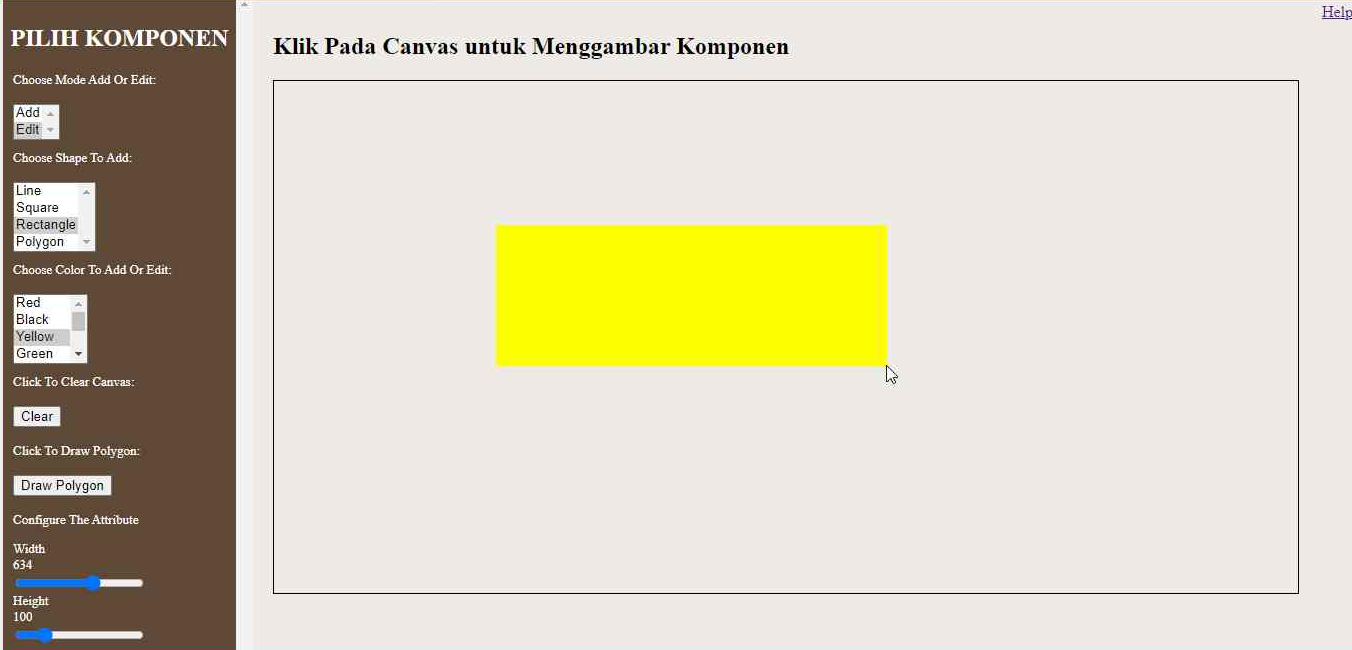 Help
PILIH KOMPONEN
Klik Pada Canvas untuk Menggambar Komponen
Choose Mode Add Or Edit:
Add
Edit
Choose Shape To Add:
Line
Square
Rectangle
Polygon
Choose Color To Add Or Edit:
Red
Black
Yellow
Green
Click To Clear Canvas:
Clear
Click To Draw Polygon:
Draw Polygon
Configure The Attribute
Width
634
Height
100